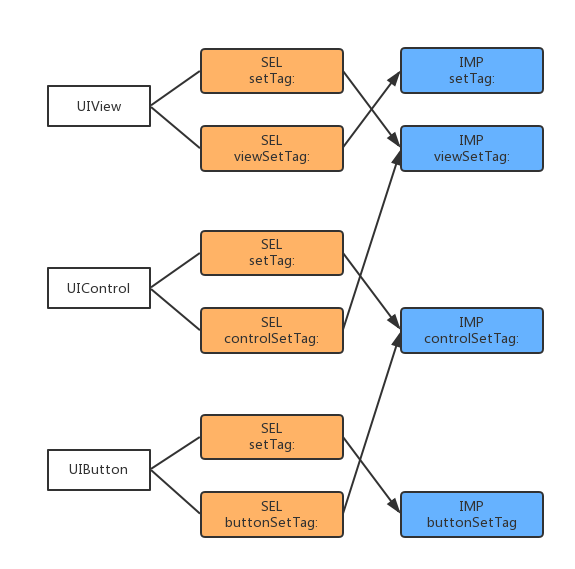 UIView
SEL
setTag:
IMP
setTag:
SEL
viewSetTag:
IMP
viewSetTag:
UIControl
SEL
setTag:
SEL
controlSetTag:
IMP
controlSetTag:
UIButton
SEL
setTag:
SEL
buttonSetTag:
IMP
buttonSetTag